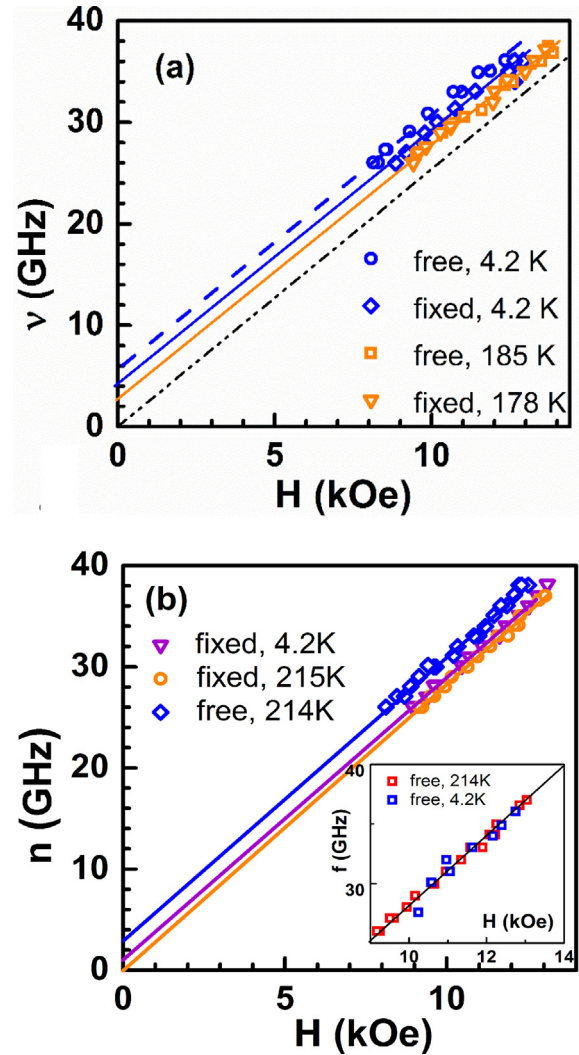 40
(a)
30
20
10
0
ν (GHz)
free, 4.2 K
fixed, 4.2 K
free, 185 K
fixed, 178 K
0
5
10
H (kOe)
40
(b)
fixed, 4.2K
fixed, 215K
free, 214K
30
20
10
0
n (GHz)
40
free, 214K
free, 4.2K
30
f (GHz)
H (kOe)
10
12
14
0
5
10
H (kOe)